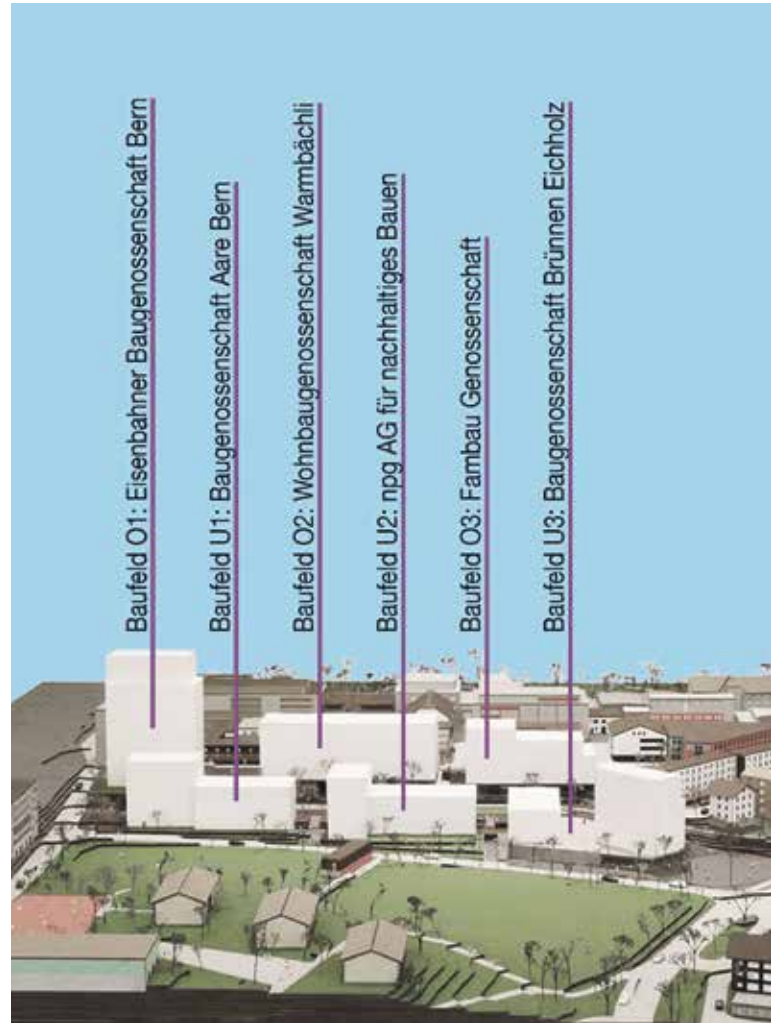 Baufeld O1: Eisenbahner Baugenossenschaft Bern
Baufeld U1: Baugenossenschaft Aare Bern
Baufeld O2: Wohnbaugenossenschaft Warmbächli
Baufeld U2: npg AG für nachhaltiges Bauen
Baufeld O3: Fambau Genossenschaft
Baufeld U3: Baugenossenschaft Brünnen Eichholz